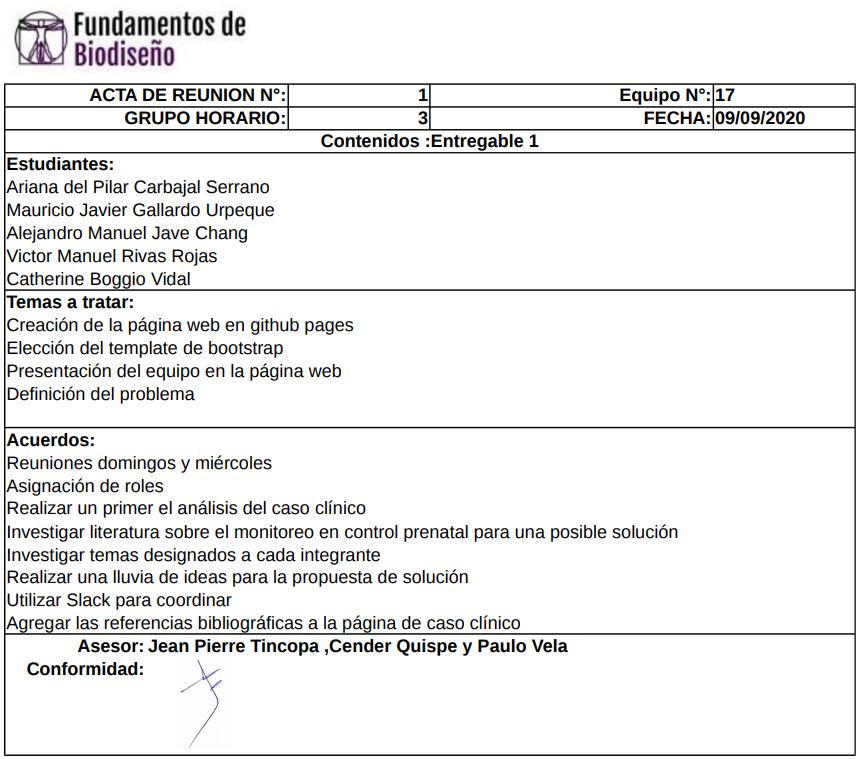 Fundamentos de
Biodiseño
ACTA DE REUNION N°: 1 Equipo N°: 17
GRUPO HORARIO: 3 FECHA: 09/09/2020
Contenidos :Entregable 1
Estudiantes:
Ariana del Pilar Carbajal Serrano
Mauricio Javier Gallardo Urpeque
Alejandro Manuel Jave Chang
Victor Manuel Rivas Rojas
Catherine Boggio Vidal
Temas a tratar:
Creación de la página web en github pages
Elección del template de bootstrap
Presentación del equipo en la página web
Definición del problema
Acuerdos:
Reuniones domingos y miércoles
Asignación de roles
Realizar un primer el análisis del caso clínico
Investigar literatura sobre el monitoreo en control prenatal para una posible solución
Investigar temas designados a cada integrante
Realizar una lluvia de ideas para la propuesta de solución
Utilizar Slack para coordinar
Agregar las referencias bibliográficas a la página de caso clínico
Asesor: Jean Pierre Tincopa ,Cender Quispe y Paulo Vela
Conformidad: